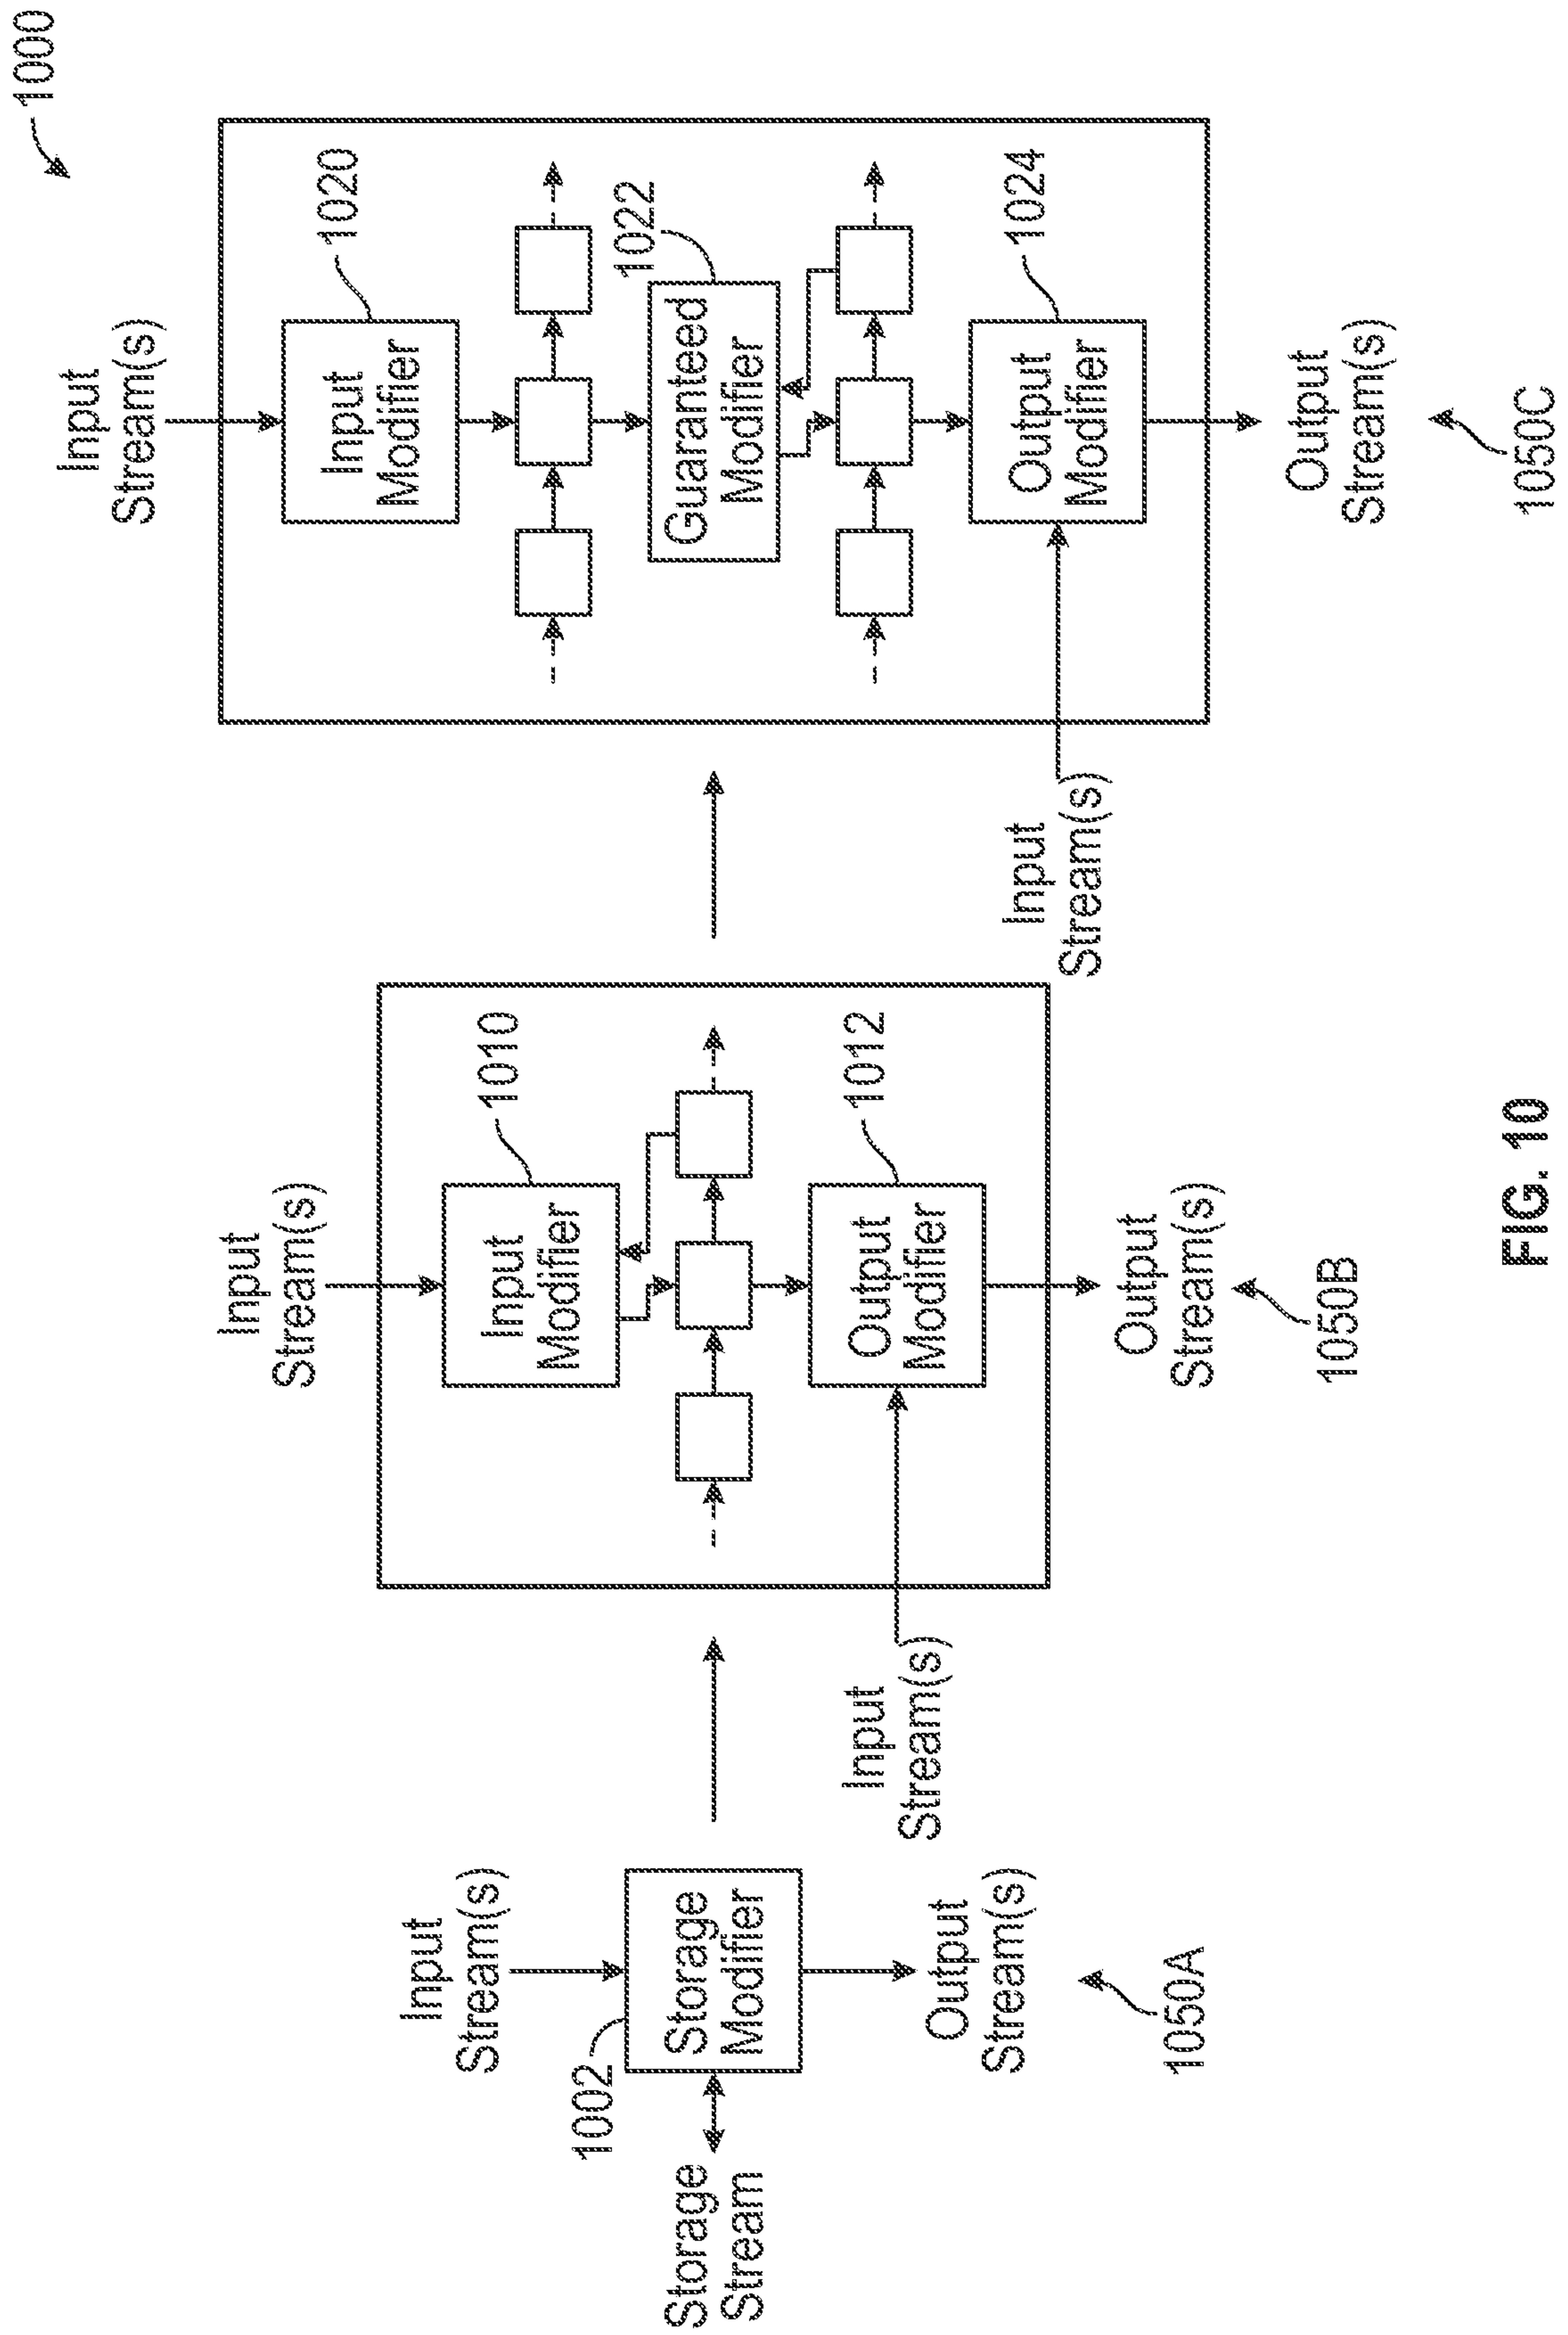 1000
Input
Stream(s)
1002
Storage
Modifier
Storage
Stream
Output
Stream(s)
1050A
Input
Stream(s)
1010
Input
Modifier
1012
Output
Modifier
Input
Stream(s)
Output
Stream(s)
1050B
Input
Stream(s)
1020
Input
Modifier
1022
Guaranteed
Modifier
1024
Output
Modifier
Input
Stream(s)
Output
Stream(s)
1050C
FIG. 10